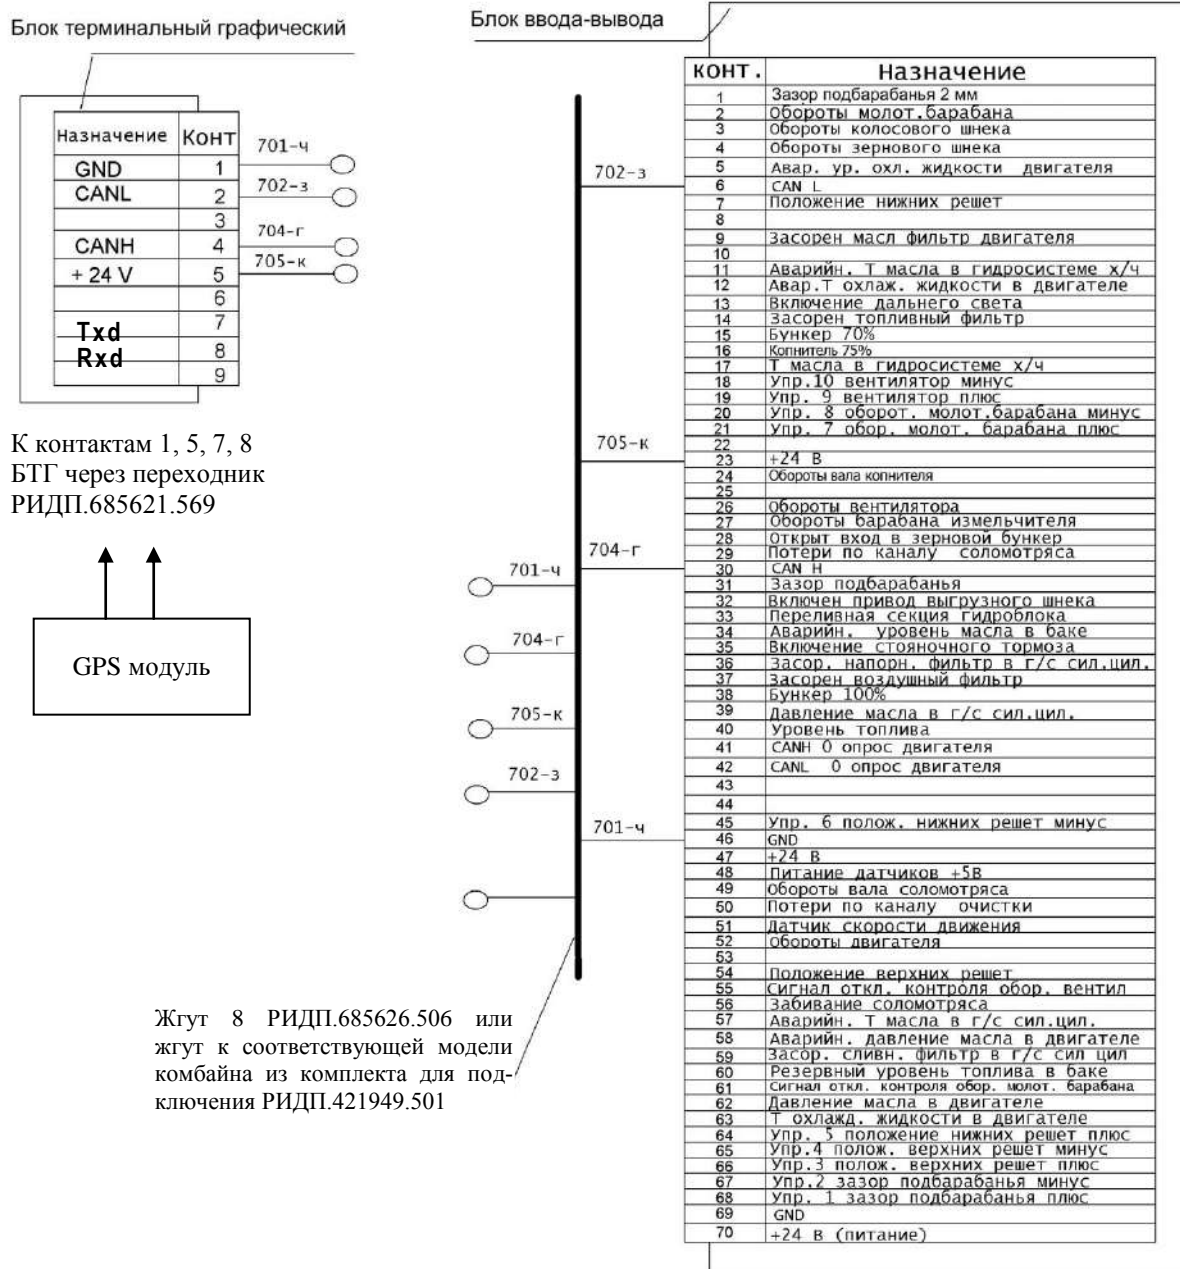 Блок терминальный графический
Назначение Конт
GND 1
CANL 2
3
CANH 4
+ 24 V 5
6
Txd 7
Rxd 8
9
701-ч
702-з
704-г
705-к
К контактам 1, 5, 7, 8
БТГ через переходник
РИДП.685621.569
GPS модуль
Блок ввода-вывода
702-з
705-к
704-г
701-ч
701-ч
704-г
705-к
702-з
Жгут 8 РИДП.685626.506 или
жгут к соответствующей модели
комбайна из комплекта для под-
ключения РИДП.421949.501
КОНТ. Назначение
1 Зазор подбарабанья 2 мм
2 Обороты молот.барабана
3 Обороты колосового шнека
4 Обороты зернового шнека
5 Авар. ур. охл. жидкости двигателя
6 CAN L
7 Положение нижних решет
8
9 Засорен масл фильтр двигателя
10
11 Аварийн. Т масла в гидросистеме х/ч
12 Авар.Т охлаж. жидкости в двигателе
13 Включение дальнего света
14 Засорен топливный фильтр
15 Бункер 70%
16 Копнитель 75%
17 Т масла в гидросистеме х/ч
18 Упр.10 вентилятор минус
19 Упр. 9 вентилятор плюс
20 Упр. 8 оборот. молот.барабана минус
21 Упр. 7 обор. молот. барабана плюс
22
23 +24 В
24 Обороты вала копнителя
25
26 Обороты вентилятора
27 Обороты барабана измельчителя
28 Открыт вход в зерновой бункер
29 Потери по каналу соломотряса
30 CAN H
31 Зазор подбарабанья
32 Включен привод выгрузного шнека
33 Переливная секция гидроблока
34 Аварийн. уровень масла в баке
35 Включение стояночного тормоза
36 Засор. напорн. фильтр в г/с сил.цил.
37 Засорен воздушный фильтр
38 Бункер 100%
39 Давление масла в г/с сил.цил.
40 Уровень топлива
41 CANH 0 опрос двигателя
42 CANL 0 опрос двигателя
43
44
45 Упр. 6 полож. нижних решет минус
46 GND
47 +24 В
48 Питание датчиков +5В
49 Обороты вала соломотряса
50 Потери по каналу очистки
51 Датчик скорости движения
52 Обороты двигателя
53
54 Положение верхних решет
55 Сигнал откл. контроля обор. вентил
56 Забивание соломотряса
57 Аварийн. Т масла в г/с сил.цил.
58 Аварийн. давление масла в двигателе
59 Засор. сливн. фильтр в г/с сил цил
60 Резервный уровень топлива в баке
61 Сигнал откл. контроля обор. молот. барабана
62 Давление масла в двигателе
63 Т охлажд. жидкости в двигателе
64 Упр. 5 положение нижних решет плюс
65 Упр.4 полож. верхних решет минус
66 Упр.3 полож. верхних решет плюс
67 Упр.2 зазор подбарабанья минус
68 Упр. 1 зазор подбарабанья плюс
69 GND
70 +24 В (питание)